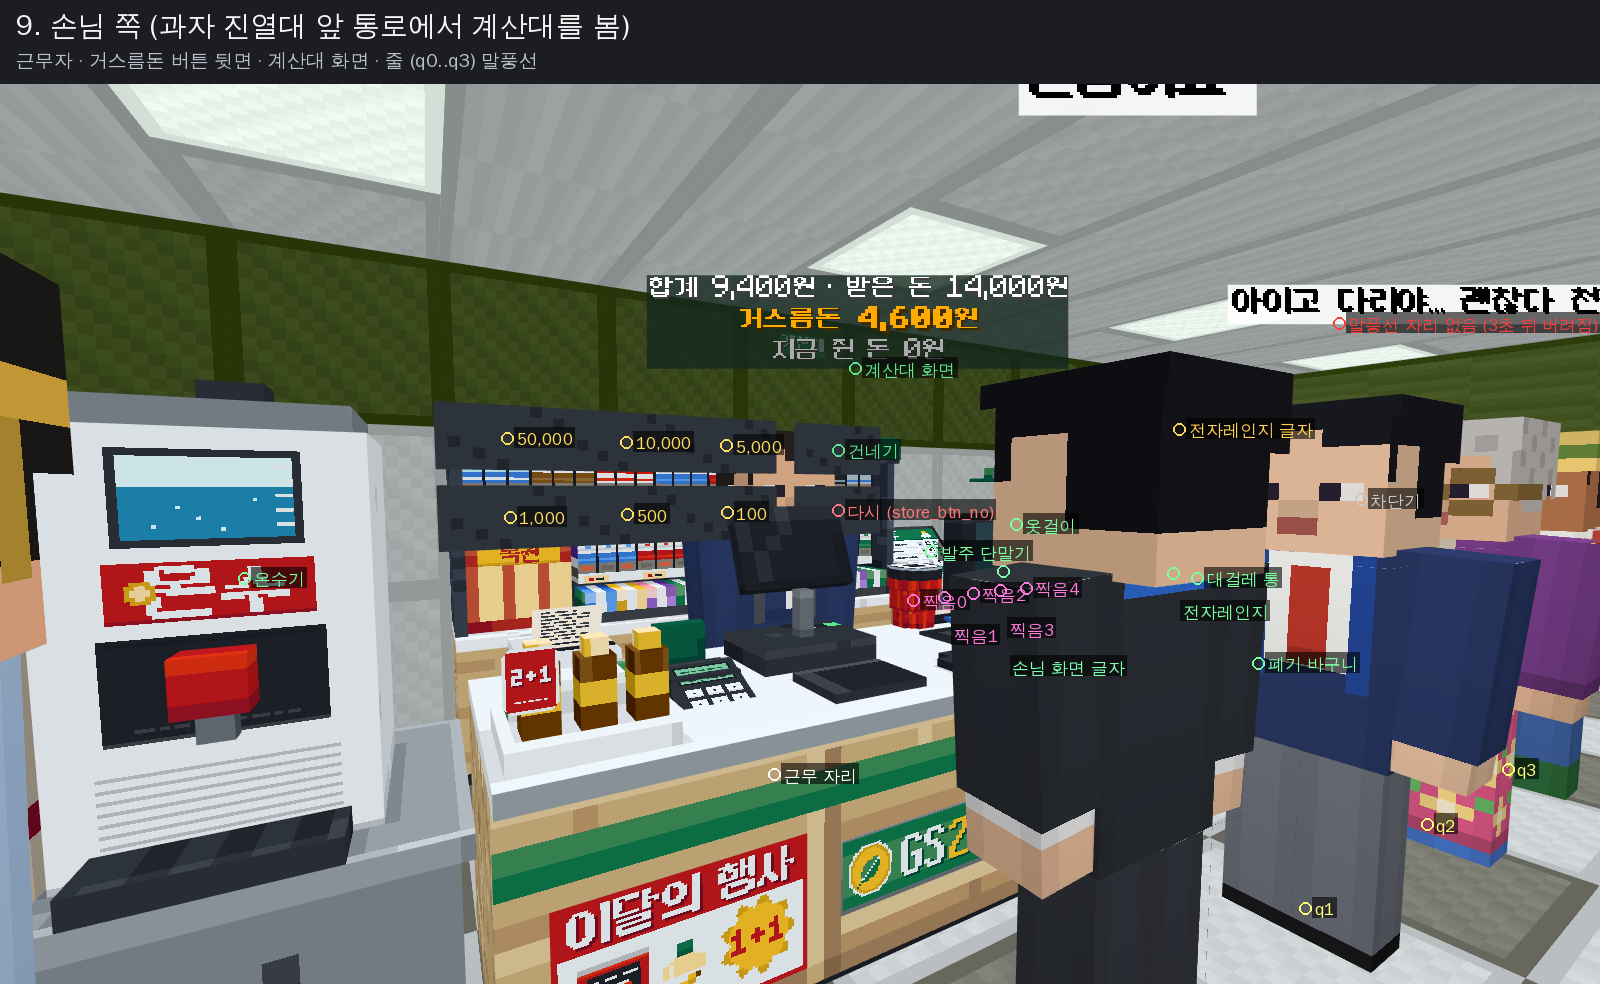 9. 손님 쪽 (과자 진열대 앞 통로에서 계산대를 봄)
근무자 · 거스름돈 버튼 뒷면 · 계산대 화면 · 줄 (q0..q3) 말풍선
합계 9,400원 · 받은 돈 14,000원
거스름돈 4,600원
지금 쥔 돈 0원
계산대 화면
아이고 다리야... 괜찮다 천
말풍선 자리 없음 (3초 뒤 버려짐)
50,000
10,000
5,000
건네기
전자레인지 글자
1,000
500
100
다시 (store_btn_no)
차단기
옷걸이
발주 단말기
온수기
대걸레 통
찍음0
찍음2
찍음4
전자레인지
찍음1
찍음3
손님 화면 글자
폐기 바구니
2+1
근무 자리
q3
q2
q1
GS2
이달의 행사
1+1